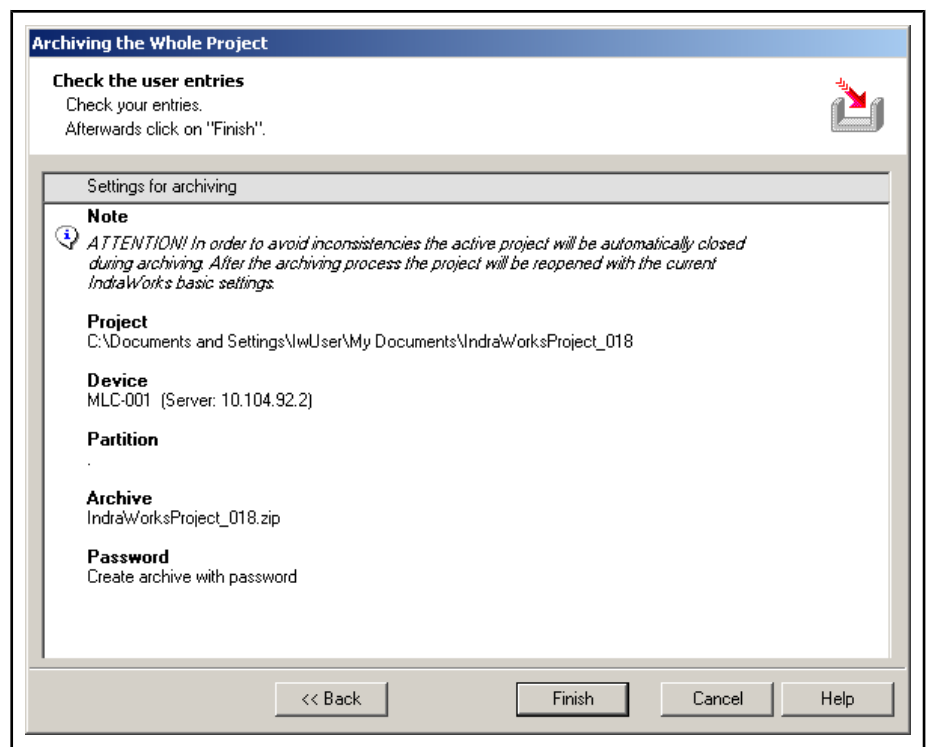 Archiving the Whole Project
Check the user entries
Check your entries.
Afterwards click on "Finish".
Settings for archiving
Note
ATTENTION! In order to avoid inconsistencies the active project will be automatically closed
during archiving. After the archiving process the project will be reopened with the current
IndraWorks basic settings.
Project
C:\Documents and Settings\IwUser\My Documents\IndraWorksProject_018
Device
MLC-001 (Server: 10.104.92.2)
Partition
.
Archive
IndraWorksProject_018.zip
Password
Create archive with password
<< Back
Finish
Cancel
Help